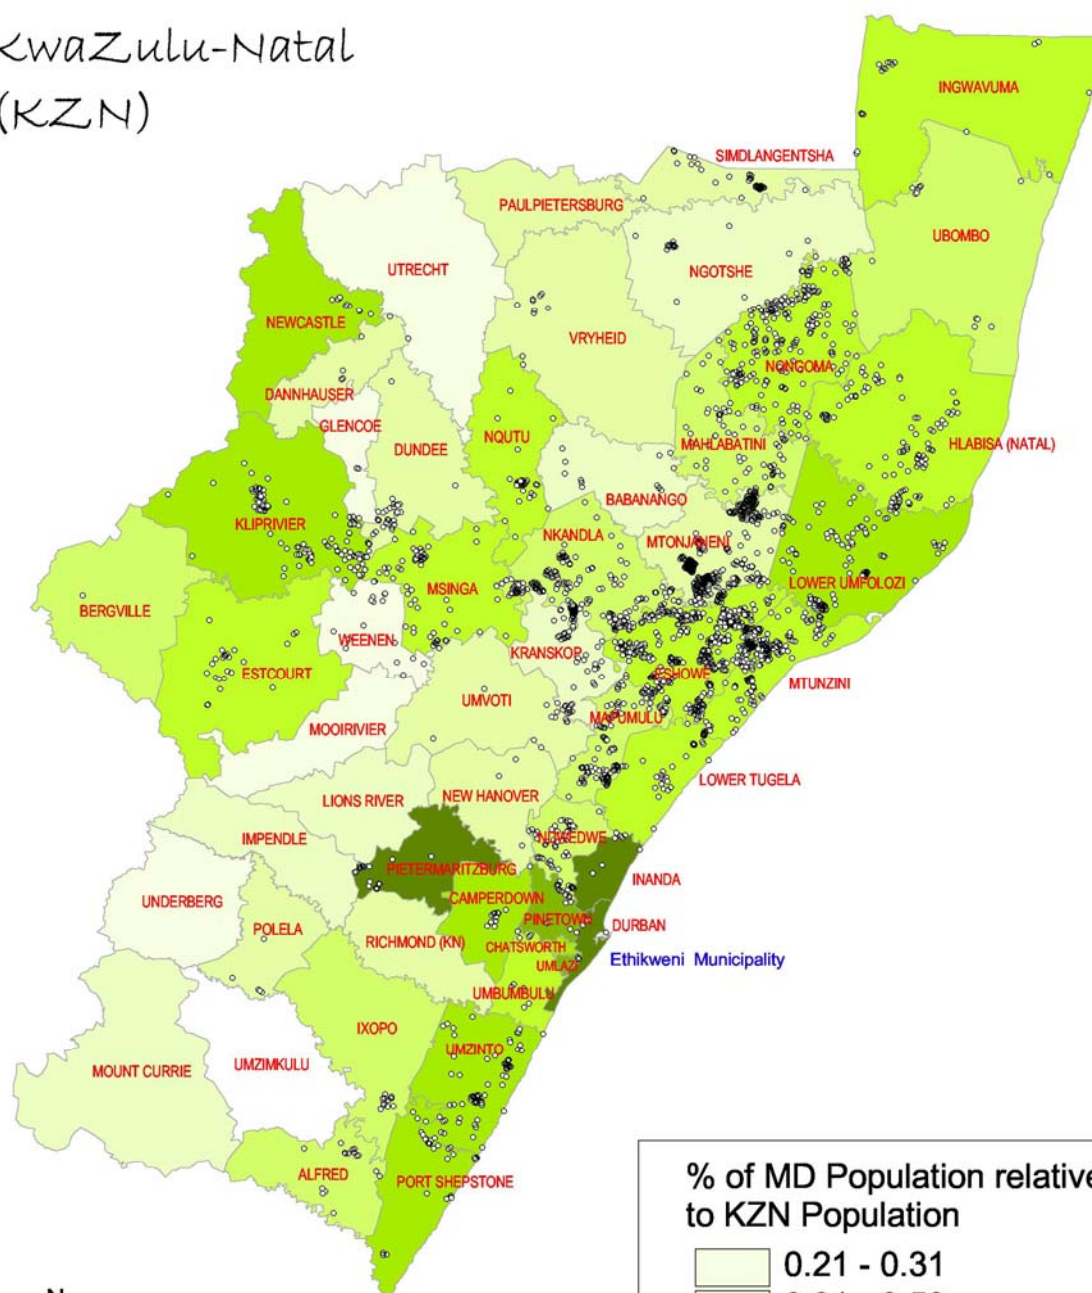 KwaZulu-Natal
(KZN)
INGWAVUMA
SIMDLANGENTSHA
PAULPIETERSBURG
UBOMBO
UTRECHT
NGOTSHE
NEWCASTLE
VRYHEID
NONGOMA
DANNHAUSER
GLENCOE
NQUTU
DUNDEE
MAHLABATINI
HLABISA (NATAL)
BABANANGO
KLIPRIVIER
NKANDLA
MTONJANENI
LOWER UMFOLOZI
MSINGA
BERGVILLE
WEENEN
KRANSKOP
ESTCOURT
ESHOWE
MTUNZINI
UMVOTI
MAPUMULU
MOOIRIVIER
LOWER TUGELA
LIONS RIVER
NEW HANOVER
IMPENDLE
NDWEDWE
PIETERMARITZBURG
INANDA
UNDERBERG
CAMPERDOWN
PINETOWN
DURBAN
POLELA
RICHMOND (KN)
CHATSWORTH
Ethikweni Municipality
UMLAZI
UMBUMBULU
IXOPO
UMZINTO
UMZIMKULU
MOUNT CURRIE
ALFRED
PORT SHEPSTONE
% of MD Population relative
to KZN Population
0.21 - 0.31